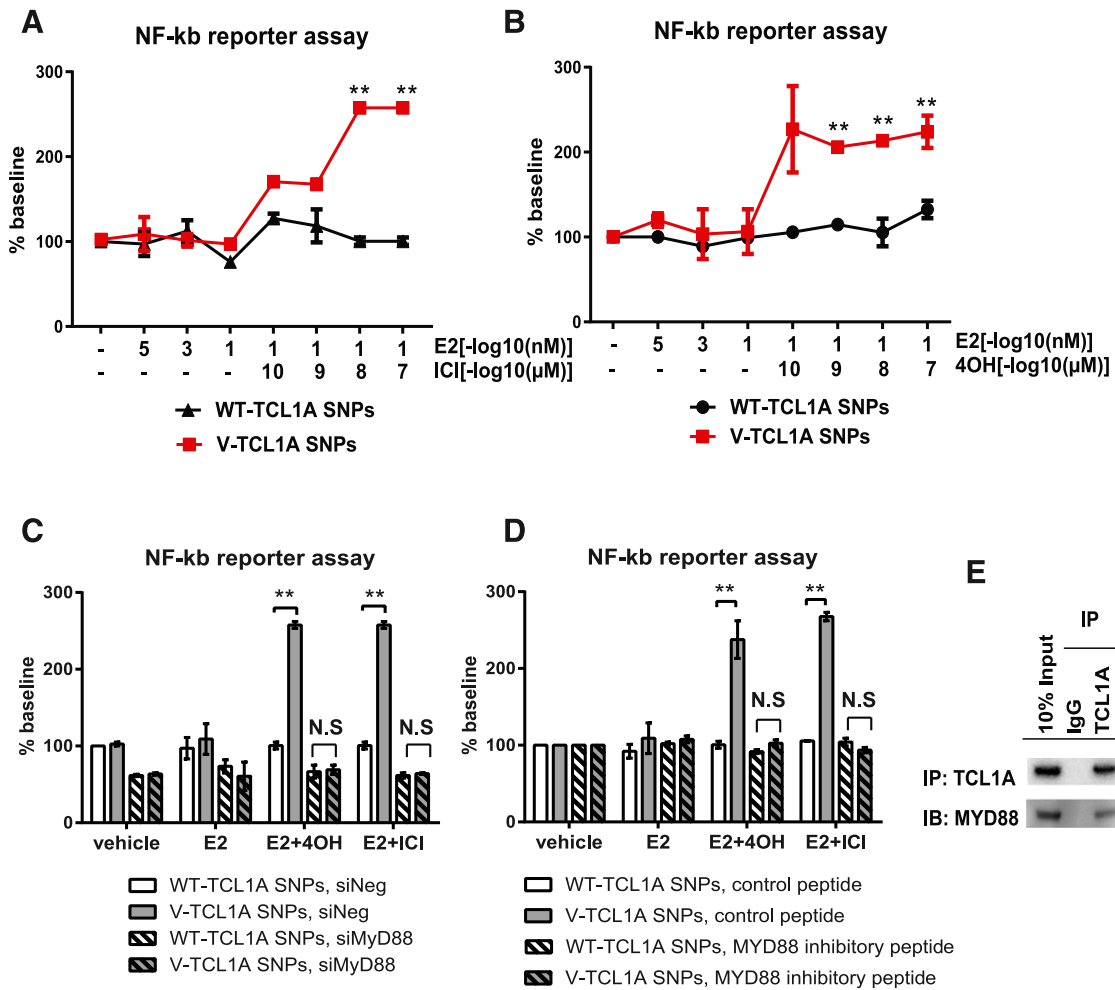 A
NF-kb reporter assay
% baseline
300
200
100
0
**
**
- 5 3 1 1 1 1 1 E2[-log10(nM)]
- - - - 10 9 8 7 ICI[-log10(µM)]
WT-TCL1A SNPs
V-TCL1A SNPs
B
NF-kb reporter assay
% baseline
300
200
100
0
**
**
**
- 5 3 1 1 1 1 1 E2[-log10(nM)]
- - - - 10 9 8 7 4OH[-log10(µM)]
WT-TCL1A SNPs
V-TCL1A SNPs
C
NF-kb reporter assay
% baseline
300
200
100
0
**
**
N.S
N.S
vehicle E2 E2+4OH E2+ICI
WT-TCL1A SNPs, siNeg
V-TCL1A SNPs, siNeg
WT-TCL1A SNPs, siMyD88
V-TCL1A SNPs, siMyD88
D
NF-kb reporter assay
% baseline
300
200
100
0
**
**
N.S
N.S
vehicle E2 E2+4OH E2+ICI
WT-TCL1A SNPs, control peptide
V-TCL1A SNPs, control peptide
WT-TCL1A SNPs, MYD88 inhibitory peptide
V-TCL1A SNPs, MYD88 inhibitory peptide
E
IP
10% Input
IgG
TCL1A
IP: TCL1A
IB: MYD88